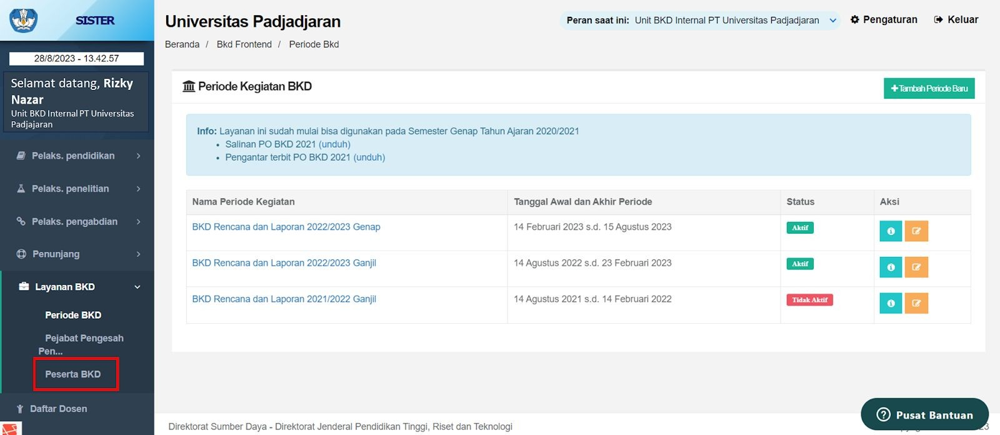 SISTER
Universitas Padjadjaran
Peran saat ini: Unit BKD Internal PT Universitas Padjadjaran
Pengaturan
Keluar
Beranda / Bkd Frontend / Periode Bkd
28/8/2023 - 13.42.57
Selamat datang, Rizky
Nazar
Unit BKD Internal PT Universitas
Padjajaran
Pelaks. pendidikan
Pelaks. penelitian
Pelaks. pengabdian
Penunjang
Layanan BKD
Periode BKD
Pejabat Pengesah
Pen...
Peserta BKD
Daftar Dosen
Periode Kegiatan BKD
Tambah Periode Baru
Info: Layanan ini sudah mulai bisa digunakan pada Semester Genap Tahun Ajaran 2020/2021
• Salinan PO BKD 2021 (unduh)
• Pengantar terbit PO BKD 2021 (unduh)
Nama Periode Kegiatan Tanggal Awal dan Akhir Periode Status Aksi
BKD Rencana dan Laporan 2022/2023 Genap 14 Februari 2023 s.d. 15 Agustus 2023 Aktif
BKD Rencana dan Laporan 2022/2023 Ganjil 14 Agustus 2022 s.d. 23 Februari 2023 Aktif
BKD Rencana dan Laporan 2021/2022 Ganjil 14 Agustus 2021 s.d. 14 Februari 2022 Tidak Aktif
Pusat Bantuan
Direktorat Sumber Daya - Direktorat Jenderal Pendidikan Tinggi, Riset dan Teknologi